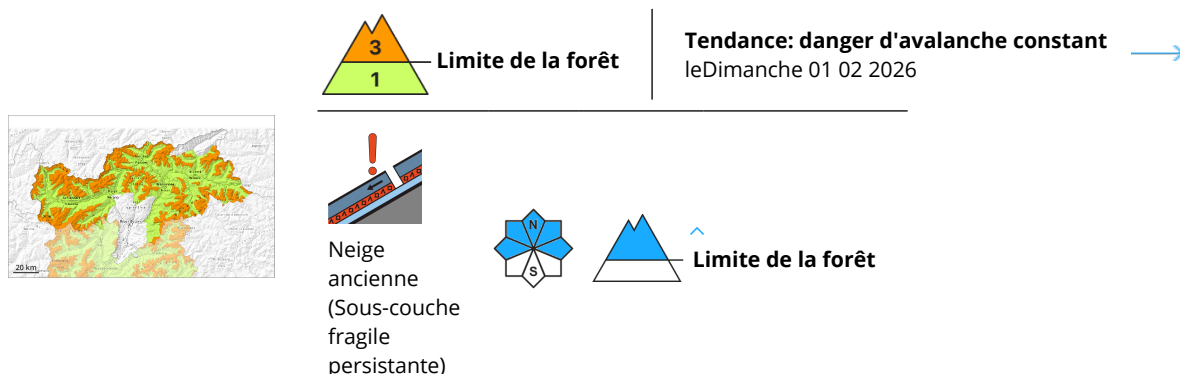 3
1
Limite de la forêt
Tendance: danger d'avalanche constant
leDimanche 01 02 2026
20 km
Neige
ancienne
(Sous-couche
fragile
persistante)
N
S
Limite de la forêt